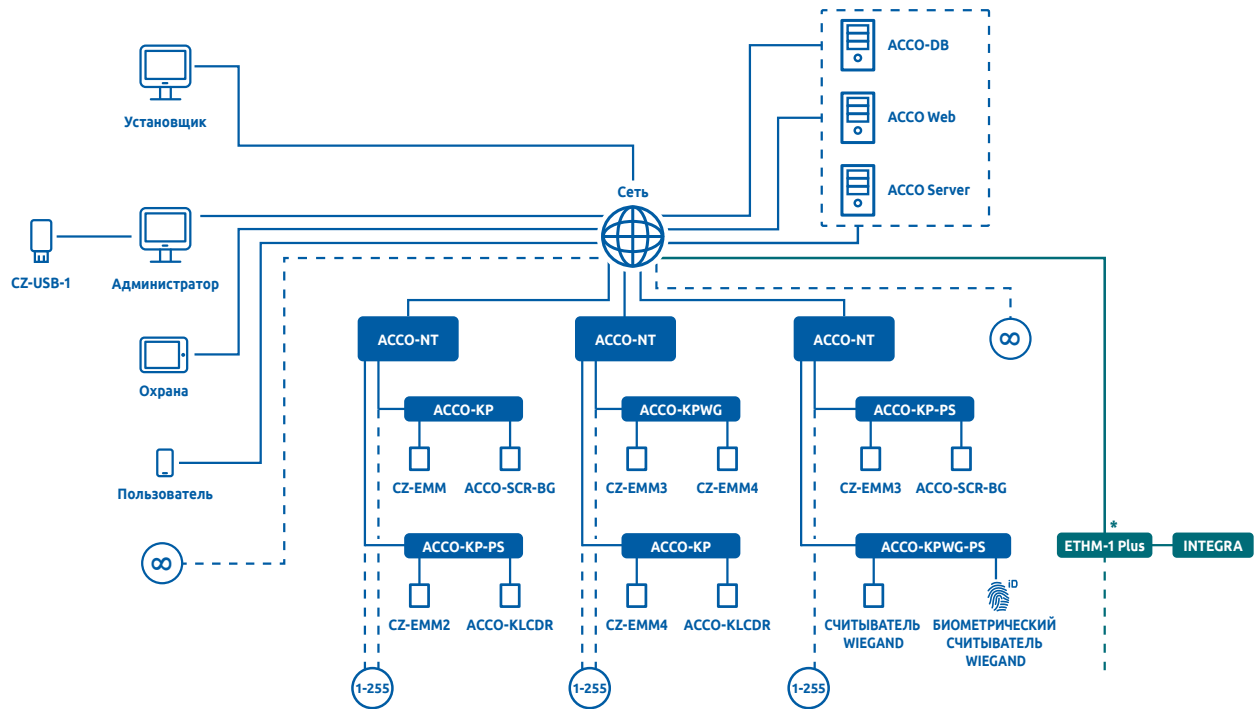 ACCO-DB
Установщик
ACCO Web
Сеть
ACCO Server
CZ-USB-1
Администратор
ACCO-NT
ACCO-NT
ACCO-NT
∞
Охрана
ACCO-KP
ACCO-KPWG
ACCO-KP-PS
CZ-EMM
ACCO-SCR-BG
CZ-EMM3
CZ-EMM4
CZ-EMM3
ACCO-SCR-BG
Пользователь
∞
ACCO-KP-PS
ACCO-KP
ACCO-KPWG-PS
*
ETHM-1 Plus
INTEGRA
iD
CZ-EMM2
ACCO-KLCDR
CZ-EMM4
ACCO-KLCDR
СЧИТЫВАТЕЛЬ
WIEGAND
БИОМЕТРИЧЕСКИЙ
СЧИТЫВАТЕЛЬ
WIEGAND
1-255
1-255
1-255